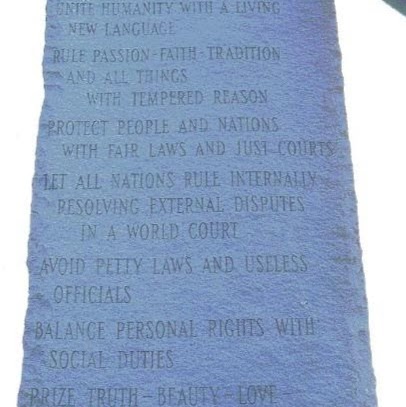 UNITE HUMANITY WITH A LIVING
NEW LANGUAGE
RULE PASSION-FAITH-TRADITION
AND ALL THINGS
WITH TEMPERED REASON
PROTECT PEOPLE AND NATIONS
WITH FAIR LAWS AND JUST COURTS
LET ALL NATIONS RULE INTERNALLY
RESOLVING EXTERNAL DISPUTES
IN A WORLD COURT
AVOID PETTY LAWS AND USELESS
OFFICIALS
BALANCE PERSONAL RIGHTS WITH
SOCIAL DUTIES
PRIZE TRUTH-BEAUTY-LOVE-